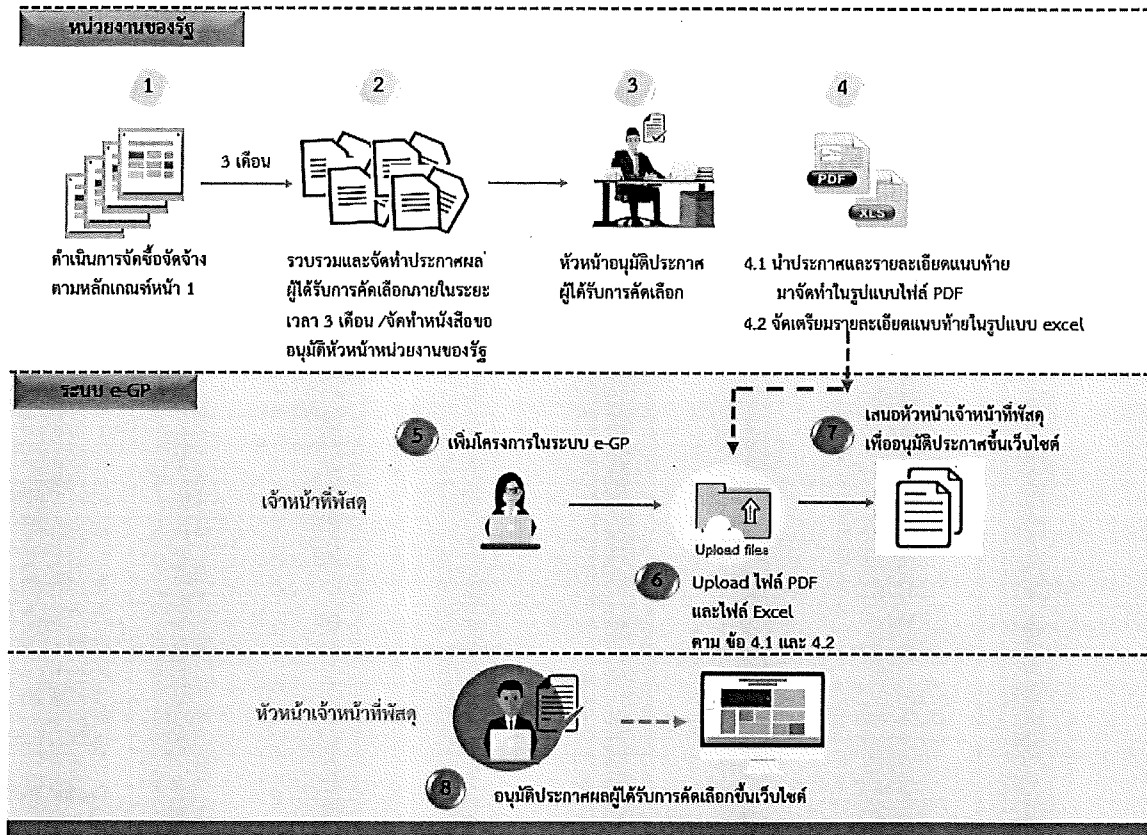 หน่วยงานของรัฐ
1
2
3
4
3 เดือน
PDF
XLS
ดำเนินการจัดซื้อจัดจ้าง
ตามหลักเกณฑ์หน้า 1
รวบรวมและจัดทำประกาศผล
ผู้ได้รับการคัดเลือกภายในระยะ
เวลา 3 เดือน /จัดทำหนังสือขอ
อนุมัติหัวหน้าหน่วยงานของรัฐ
หัวหน้าอนุมัติประกาศ
ผู้ได้รับการคัดเลือก
4.1 นำประกาศและรายละเอียดแนบท้าย
มาจัดทำในรูปแบบไฟล์ PDF
4.2 จัดเตรียมรายละเอียดแนบท้ายในรูปแบบ excel
ระบบ e-GP
5 เพิ่มโครงการในระบบ e-GP
7 เสนอหัวหน้าเจ้าหน้าที่พัสดุ
เพื่ออนุมัติประกาศขึ้นเว็บไซต์
เจ้าหน้าที่พัสดุ
Upload files
6 Upload ไฟล์ PDF
และไฟล์ Excel
ตาม ข้อ 4.1 และ 4.2
หัวหน้าเจ้าหน้าที่พัสดุ
8 อนุมัติประกาศผลผู้ได้รับการคัดเลือกขึ้นเว็บไซต์